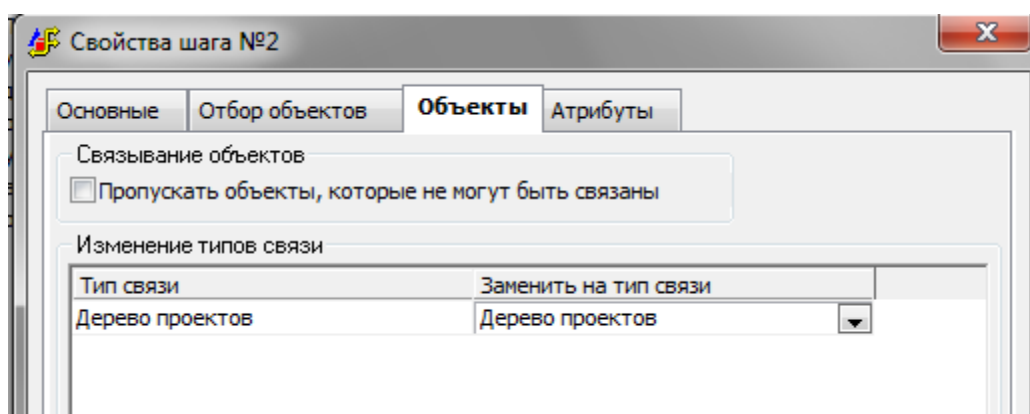 Свойства шага №2
Основные Отбор объектов Объекты Атрибуты
Связывание объектов
Пропускать объекты, которые не могут быть связаны
Изменение типов связи
Тип связи Заменить на тип связи
Дерево проектов Дерево проектов